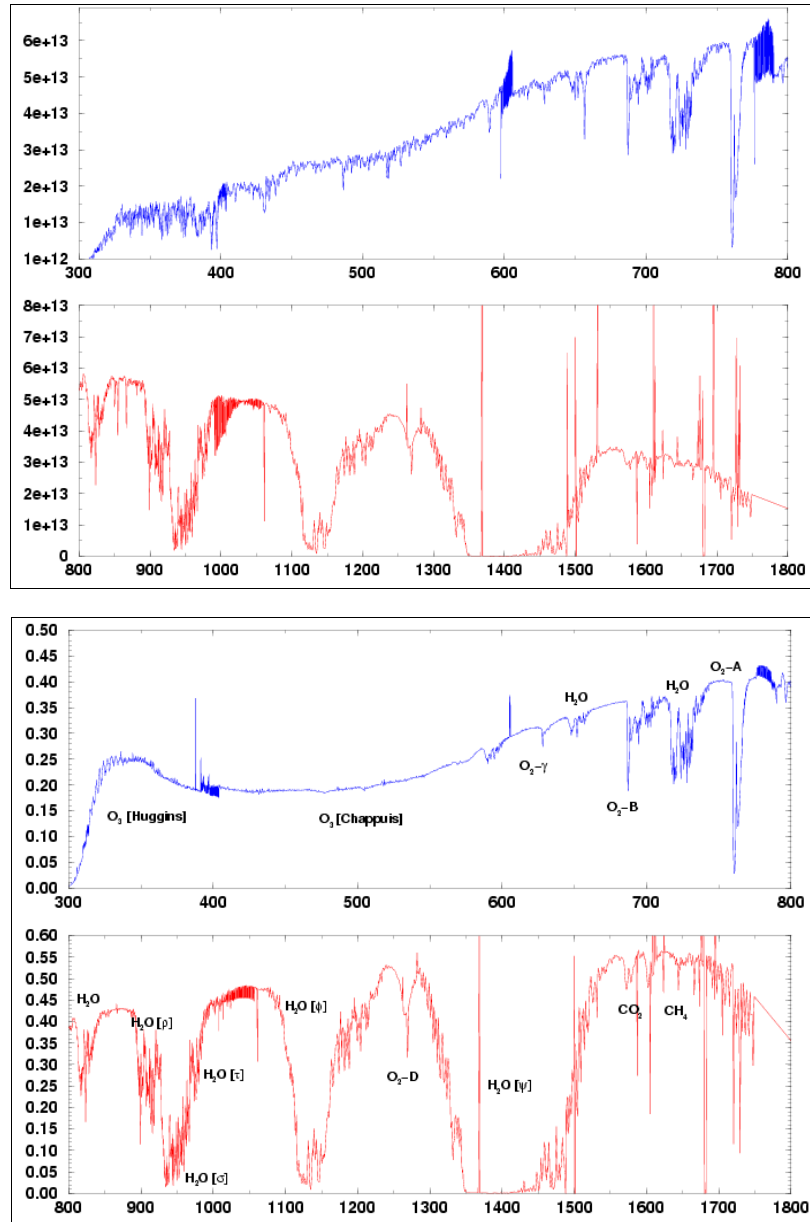 6e+13
5e+13
4e+13
3e+13
2e+13
1e+13
1e+12
300 400 500 600 700 800
8e+13
7e+13
6e+13
5e+13
4e+13
3e+13
2e+13
1e+13
0
800 900 1000 1100 1200 1300 1400 1500 1600 1700 1800
0.50
0.45
0.40
0.35
0.30
0.25
0.20
0.15
0.10
0.05
0.00
O₂−A
H₂O
H₂O
O₂−γ
O₂−B
O₃ [Huggins]
O₃ [Chappuis]
300 400 500 600 700 800
0.60
0.55
0.50
0.45
0.40
0.35
0.30
0.25
0.20
0.15
0.10
0.05
0.00
H₂O
H₂O [ρ]
H₂O [τ]
H₂O [σ]
H₂O [ϕ]
O₂−D
H₂O [ψ]
CO₂
CH₄
800 900 1000 1100 1200 1300 1400 1500 1600 1700 1800